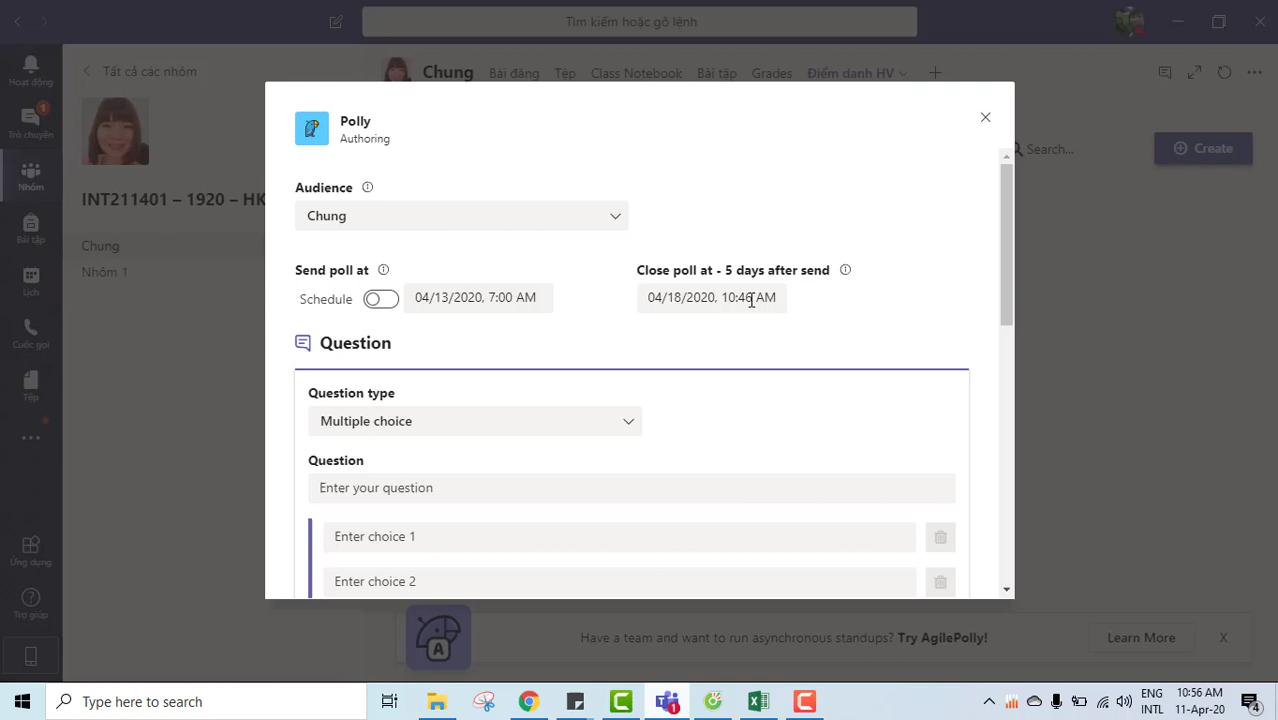 Tìm kiếm hoặc gõ lệnh
Hoạt động
Tất cả các nhóm
Chung
Bài đăng
Tệp
Class Notebook
Bài tập
Grades
Điểm danh HV
1
Trò chuyện
Nhóm
INT211401 – 1920 – HK
Chung
Nhóm 1
Bài tập
Lịch
Cuộc gọi
Tệp
Ứng dụng
Trợ giúp
Search...
Create
Polly
Authoring
Audience
Chung
Send poll at
Close poll at - 5 days after send
Schedule
04/13/2020, 7:00 AM
04/18/2020, 10:46 AM
Question
Question type
Multiple choice
Question
Enter your question
Enter choice 1
Enter choice 2
A
Have a team and want to run asynchronous standups? Try AgilePolly!
Learn More
X
Type here to search
1
ENG
INTL
10:56 AM
11-Apr-20
4